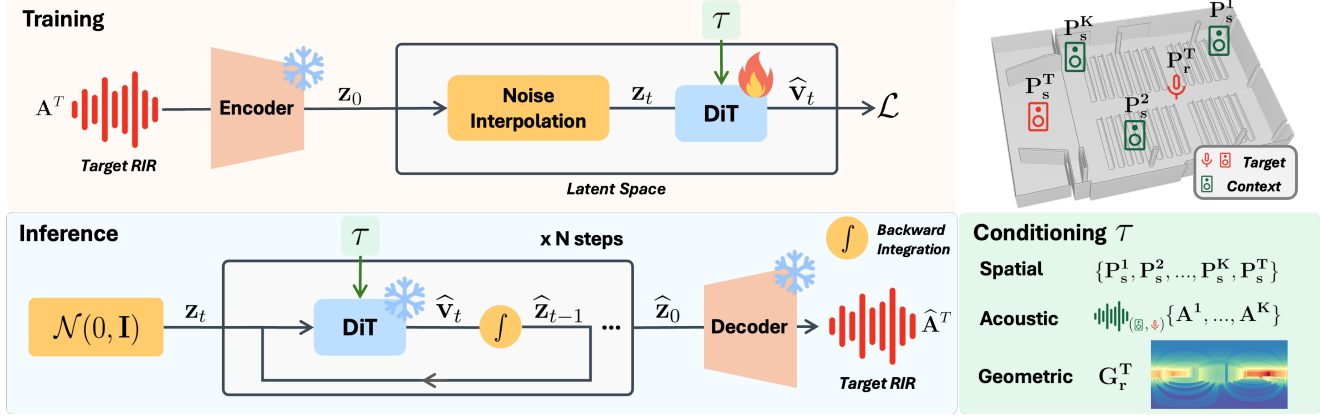 Training
τ
A^T
Target RIR
Encoder
z_0
Noise
Interpolation
z_t
DiT
v̂_t
ℒ
Latent Space
P_s^K
P_s^1
P_s^T
P_r^T
P_s^2
Target
Context
Inference
τ
x N steps
∫
Backward
Integration
𝒩(0, I)
z_t
DiT
v̂_t
∫
ẑ_{t-1}
...
ẑ_0
Decoder
Â^T
Target RIR
Conditioning τ
Spatial {P_s^1, P_s^2, ..., P_s^K, P_s^T}
Acoustic ( , ) {A^1, ..., A^K}
Geometric G_r^T